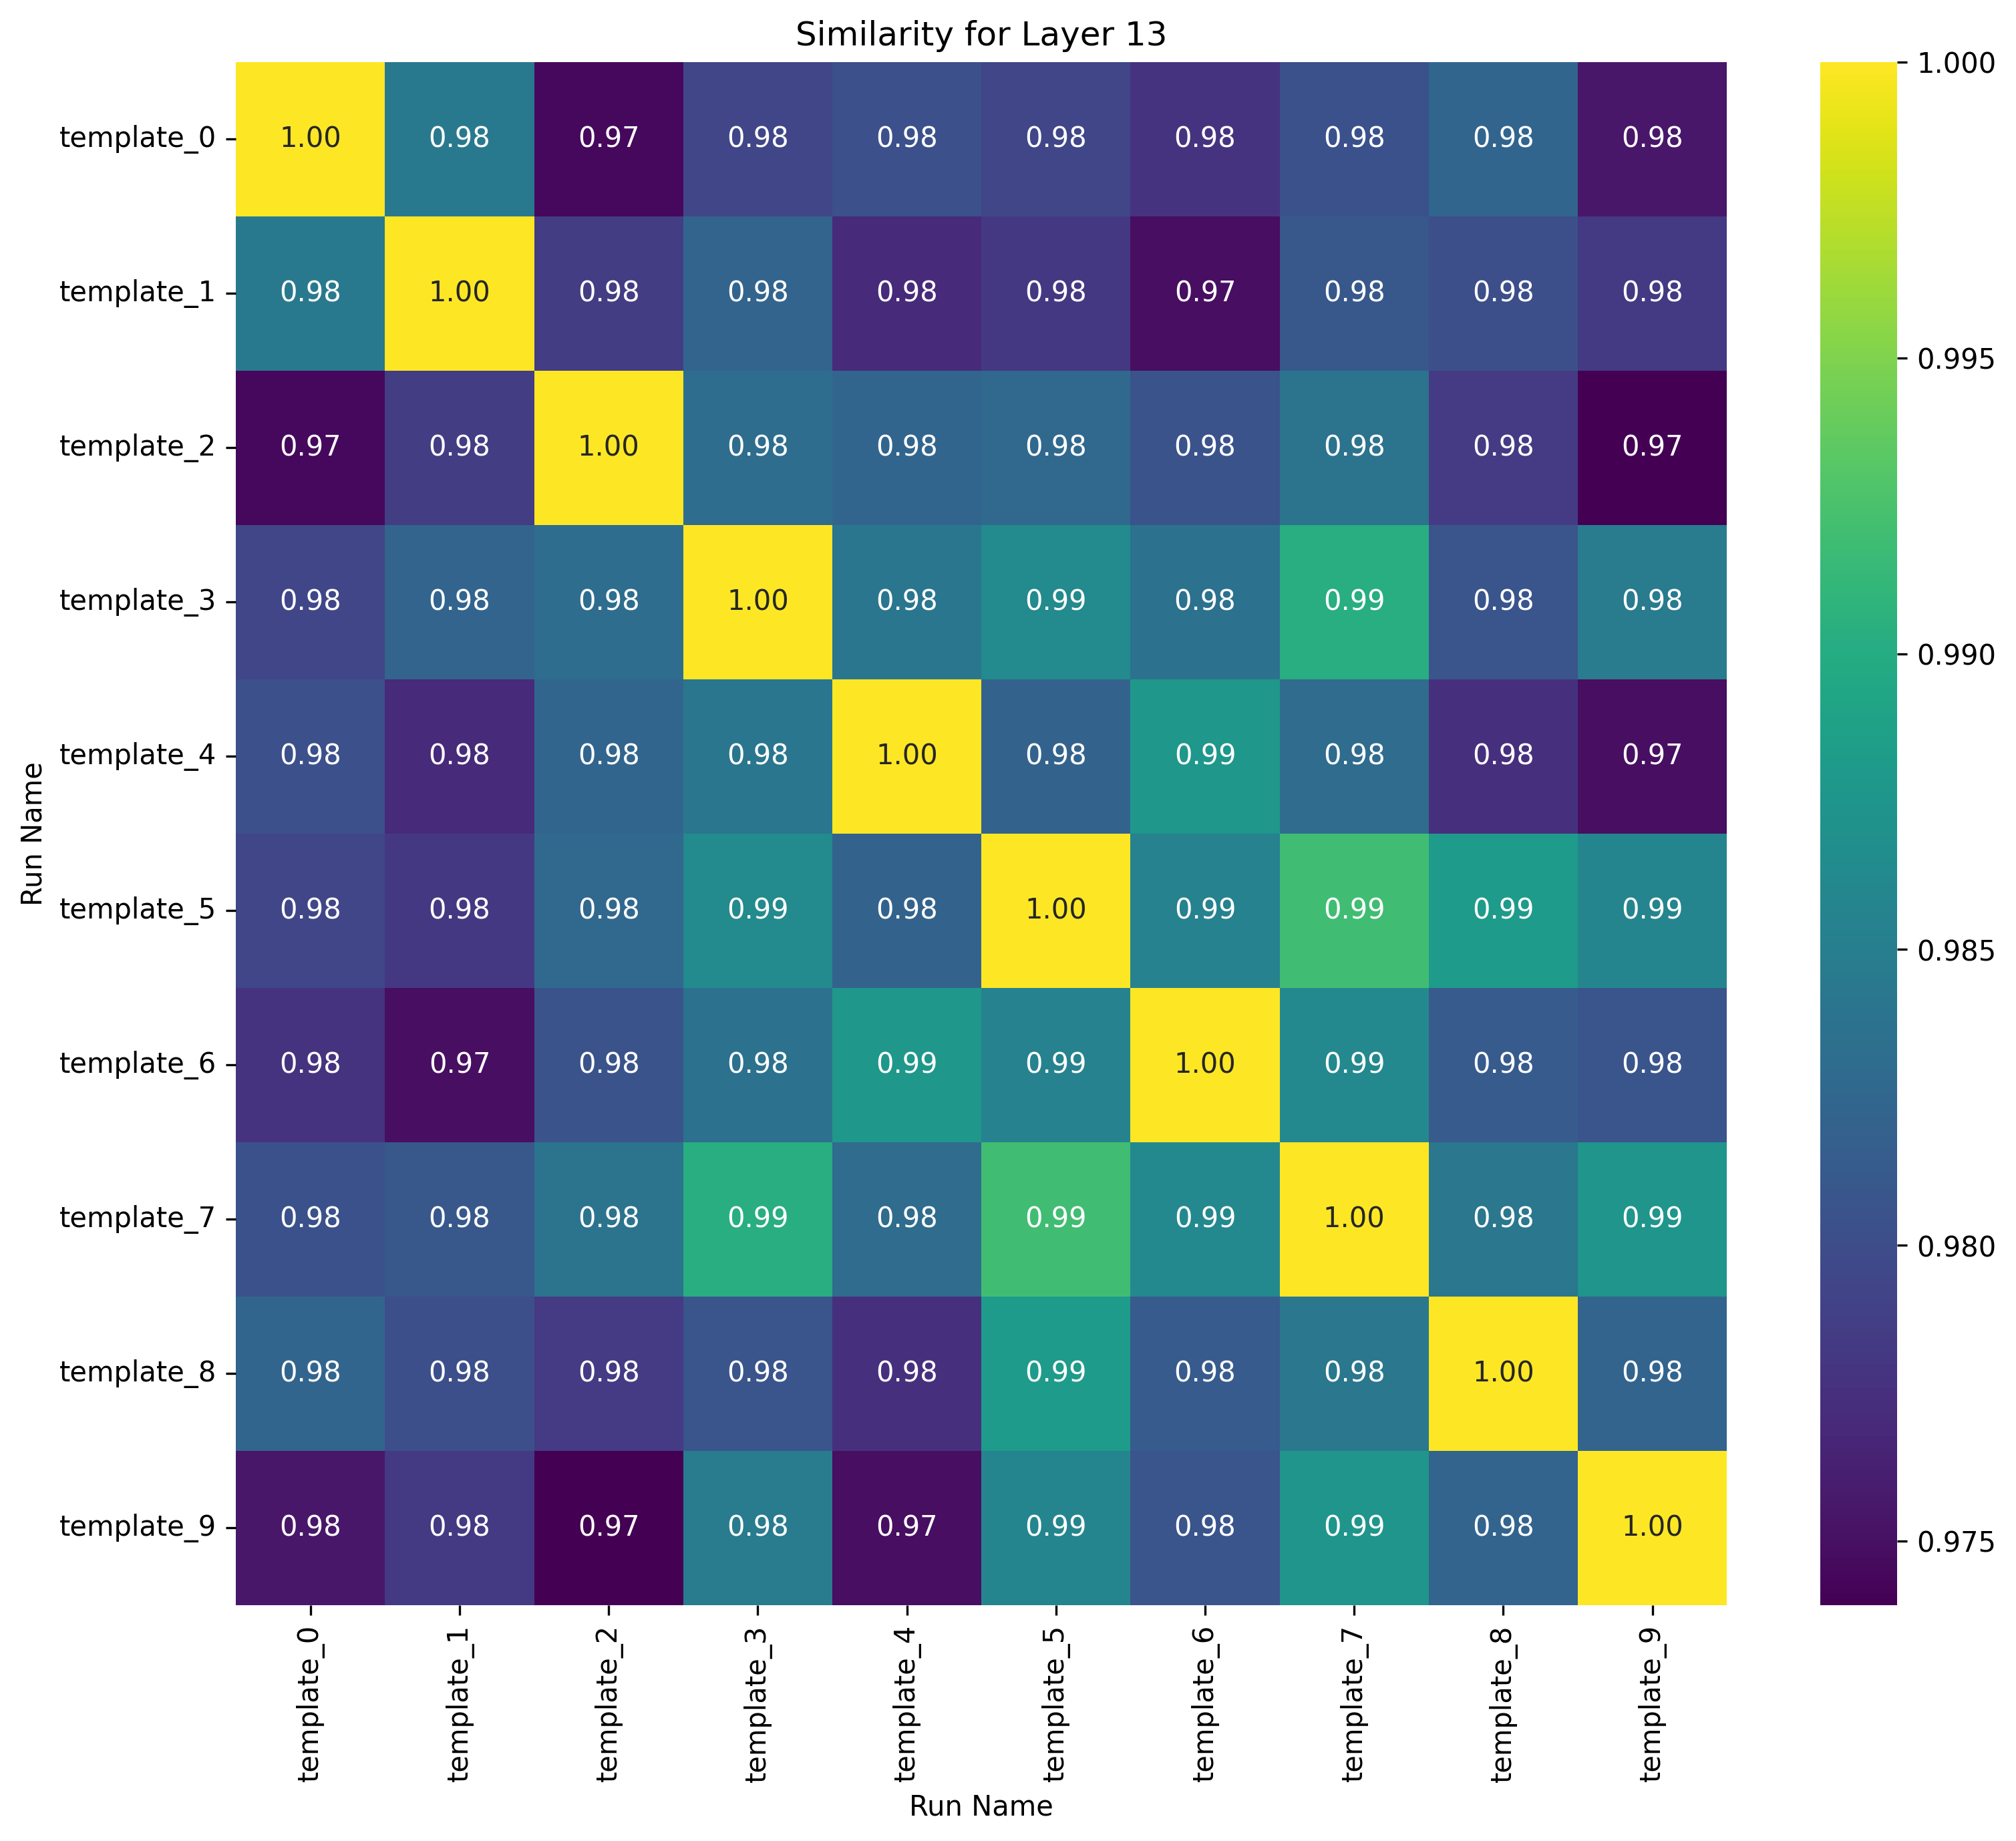 Similarity for Layer 13
template_0 1.00 0.98 0.97 0.98 0.98 0.98 0.98 0.98 0.98 0.98
template_1 0.98 1.00 0.98 0.98 0.98 0.98 0.97 0.98 0.98 0.98
template_2 0.97 0.98 1.00 0.98 0.98 0.98 0.98 0.98 0.98 0.97
template_3 0.98 0.98 0.98 1.00 0.98 0.99 0.98 0.99 0.98 0.98
template_4 0.98 0.98 0.98 0.98 1.00 0.98 0.99 0.98 0.98 0.97
template_5 0.98 0.98 0.98 0.99 0.98 1.00 0.99 0.99 0.99 0.99
template_6 0.98 0.97 0.98 0.98 0.99 0.99 1.00 0.99 0.98 0.98
template_7 0.98 0.98 0.98 0.99 0.98 0.99 0.99 1.00 0.98 0.99
template_8 0.98 0.98 0.98 0.98 0.98 0.99 0.98 0.98 1.00 0.98
template_9 0.98 0.98 0.97 0.98 0.97 0.99 0.98 0.99 0.98 1.00
Run Name
template_0 template_1 template_2 template_3 template_4 template_5 template_6 template_7 template_8 template_9
Run Name
1.000
0.995
0.990
0.985
0.980
0.975